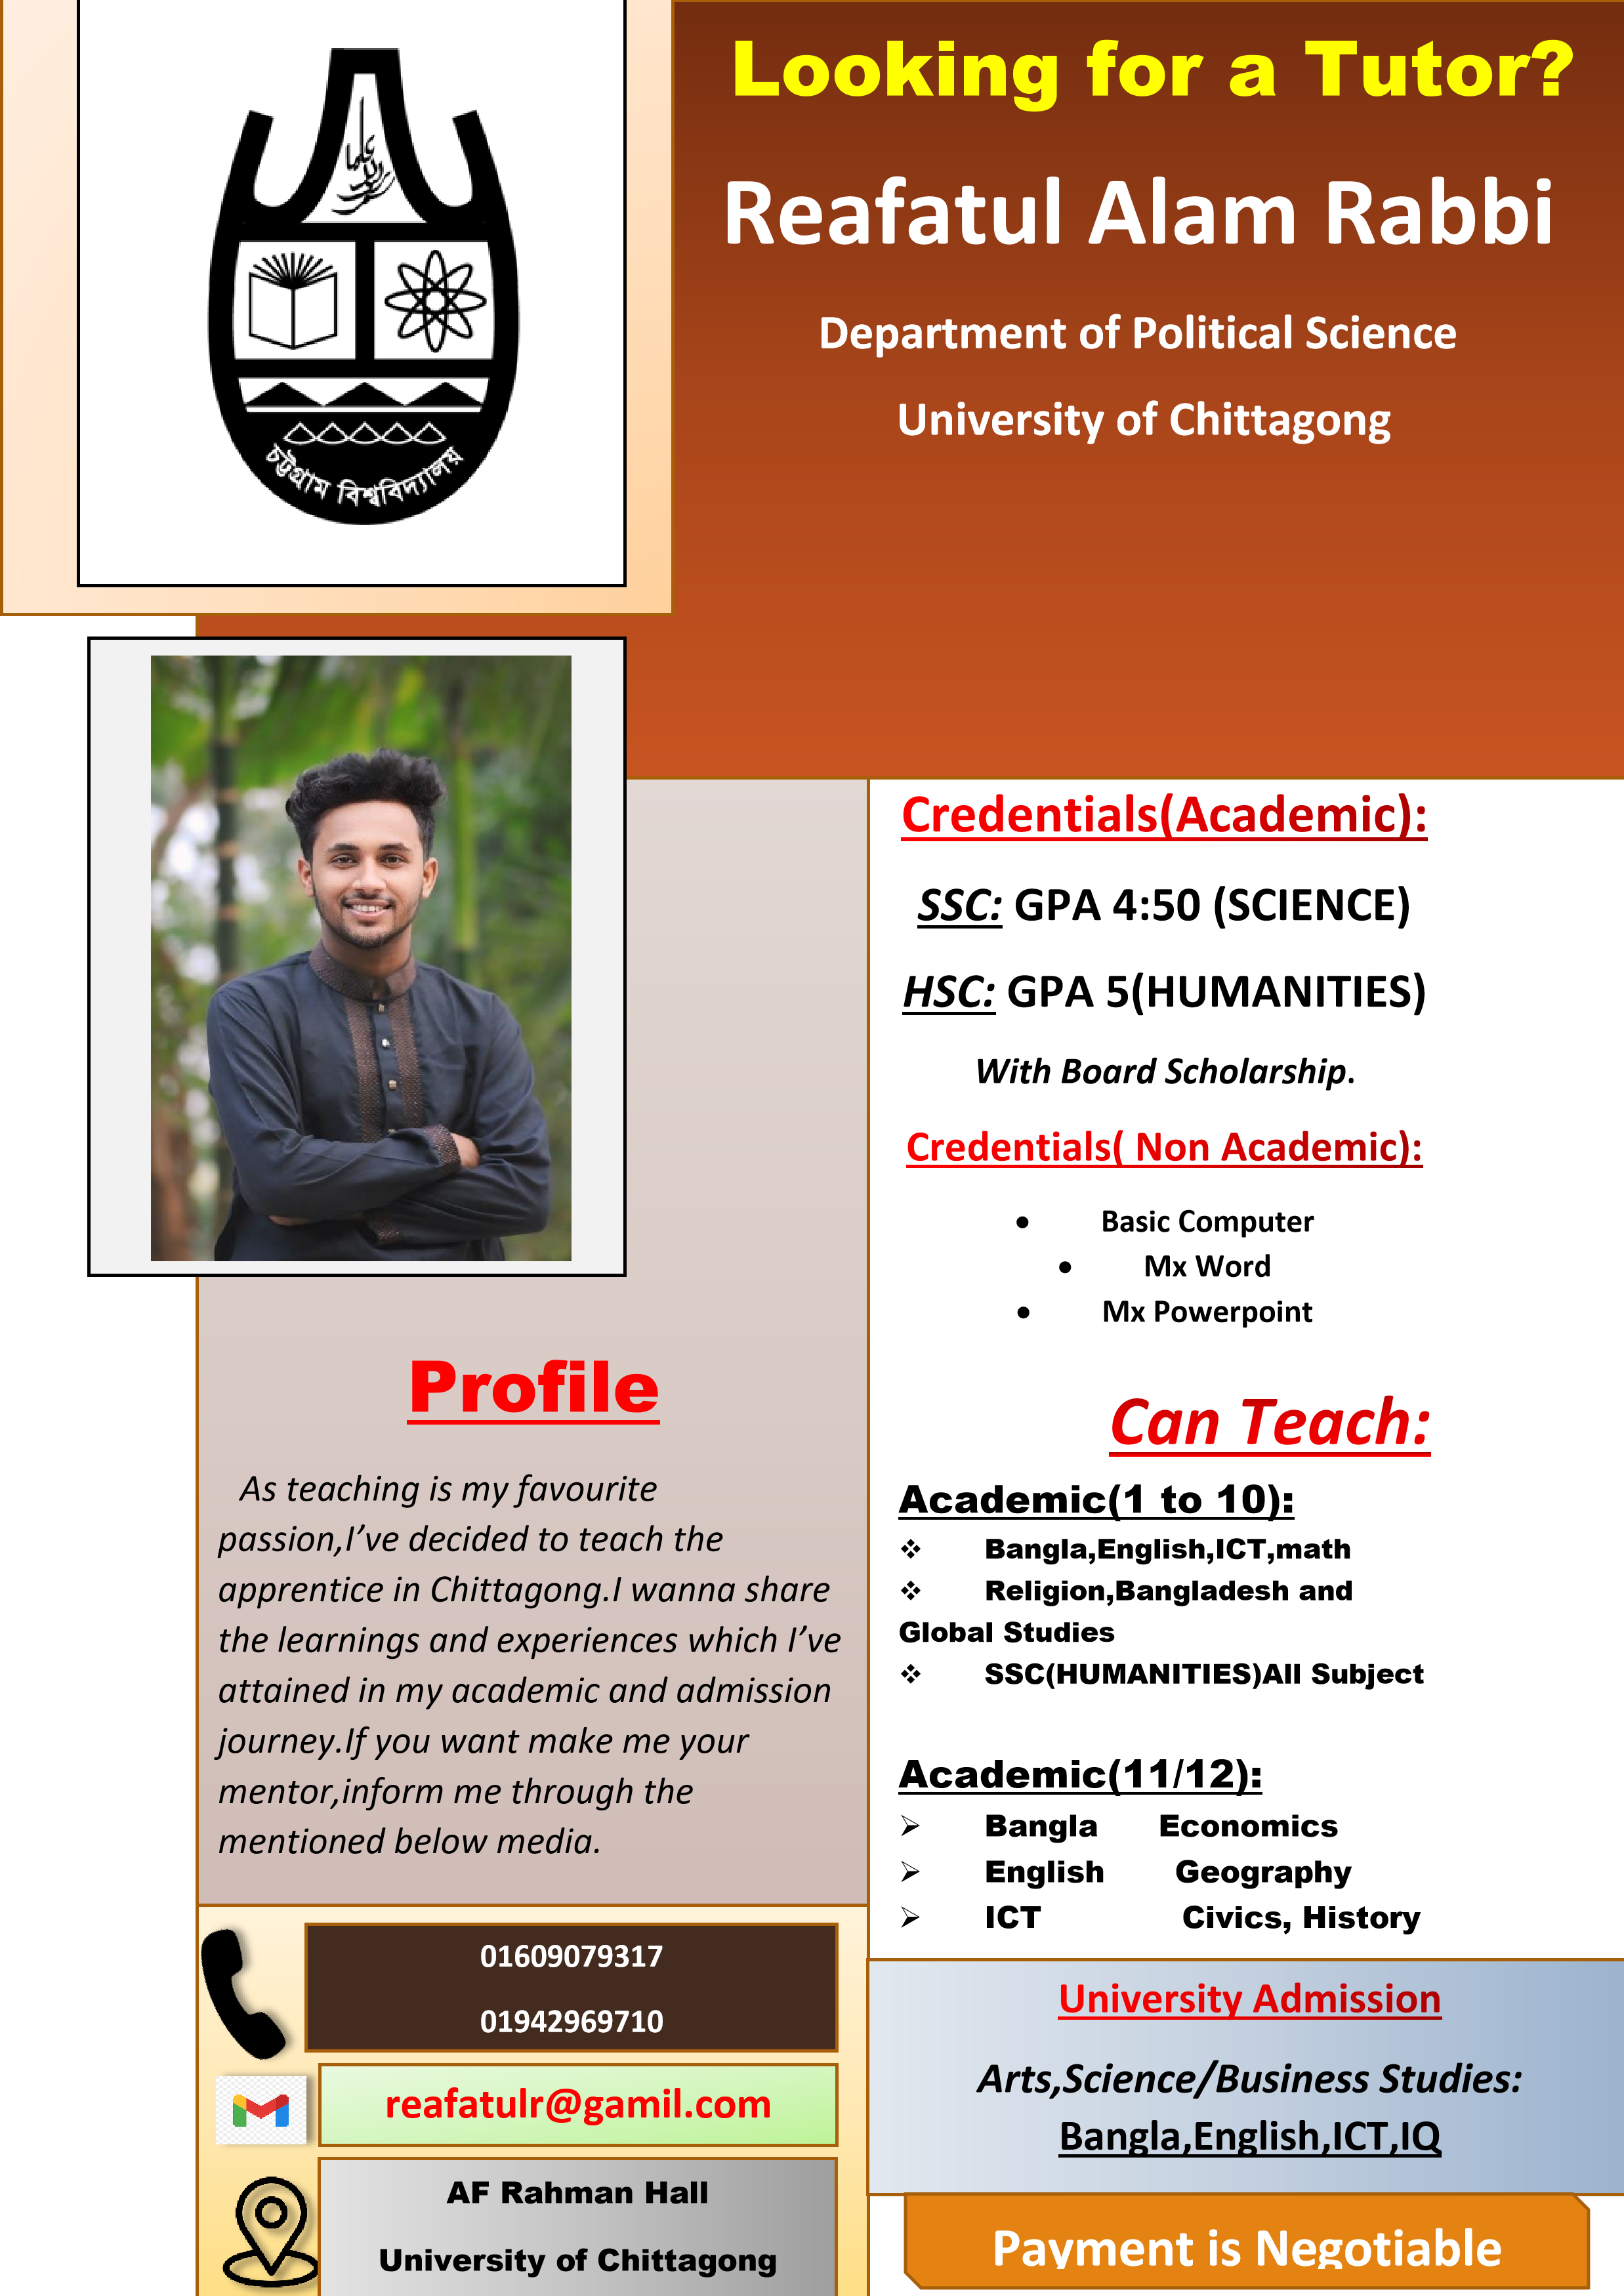 চট্টগ্রাম বিশ্ববিদ্যালয়
Looking for a Tutor?
Reafatul Alam Rabbi
Department of Political Science
University of Chittagong
Profile
As teaching is my favourite
passion,I’ve decided to teach the
apprentice in Chittagong.I wanna share
the learnings and experiences which I’ve
attained in my academic and admission
journey.If you want make me your
mentor,inform me through the
mentioned below media.
01609079317
01942969710
reafatulr@gamil.com
AF Rahman Hall
University of Chittagong
Credentials(Academic):
SSC: GPA 4:50 (SCIENCE)
HSC: GPA 5(HUMANITIES)
With Board Scholarship.
Credentials( Non Academic):
• Basic Computer
• Mx Word
• Mx Powerpoint
Can Teach:
Academic(1 to 10):
❖ Bangla,English,ICT,math
❖ Religion,Bangladesh and
Global Studies
❖ SSC(HUMANITIES)All Subject
Academic(11/12):
➢ Bangla Economics
➢ English Geography
➢ ICT Civics, History
University Admission
Arts,Science/Business Studies:
Bangla,English,ICT,IQ
Payment is Negotiable